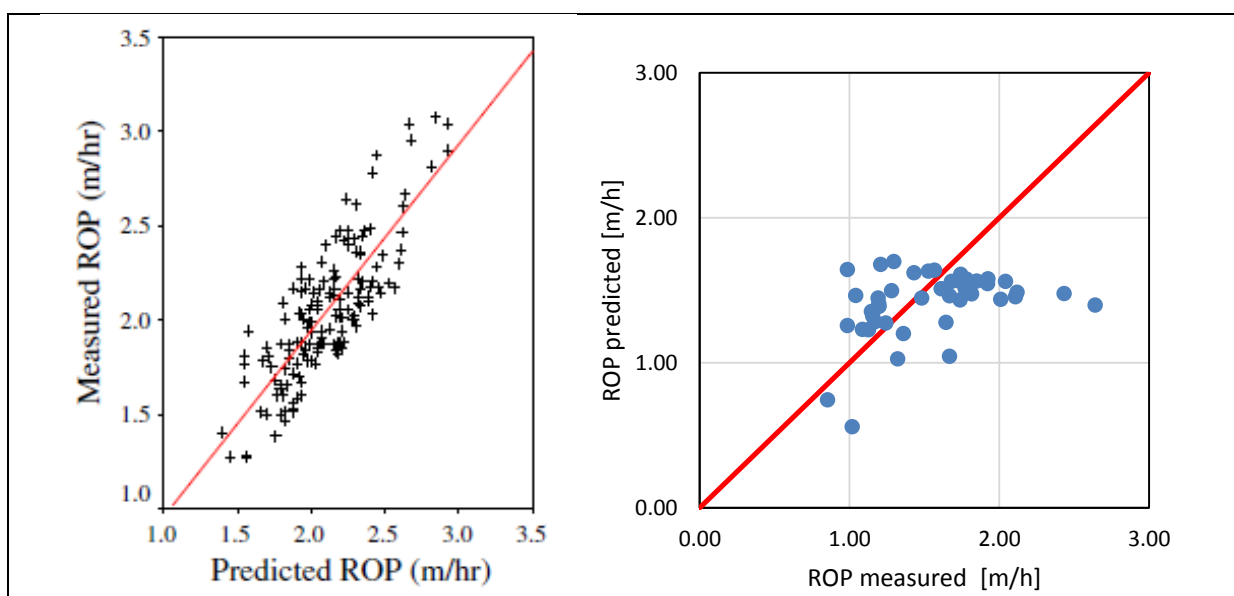 3.5
3.0
2.5
2.0
1.5
1.0
Measured ROP (m/hr)
1.0 1.5 2.0 2.5 3.0 3.5
Predicted ROP (m/hr)
3.00
2.00
1.00
0.00
ROP predicted [m/h]
0.00 1.00 2.00 3.00
ROP measured [m/h]